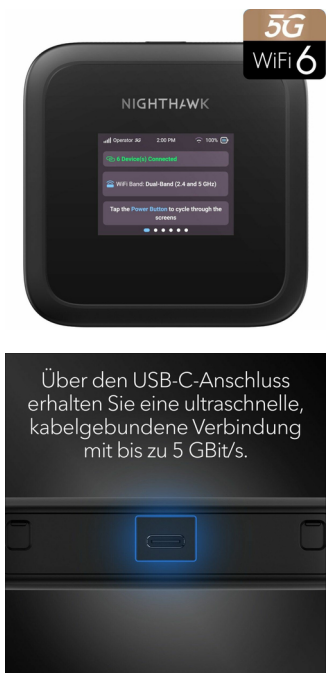 5G
WiFi 6
NIGHTHAWK
Operator 2:00 PM 100%
6 Device(s) Connected
WiFi Band: Dual-Band (2.4 and 5 GHz)
Tap the Power Button to cycle through the
screens
Über den USB-C-Anschluss
erhalten Sie eine ultraschnelle,
kabelgebundene Verbindung
mit bis zu 5 GBit/s.